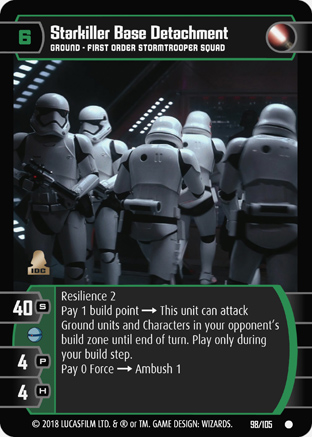 6
Starkiller Base Detachment
GROUND - FIRST ORDER STORMTROOPER SQUAD
IDC
40 S
4 P
4 H
Resilience 2
Pay 1 build point → This unit can attack
Ground units and Characters in your opponent's
build zone until end of turn. Play only during
your build step.
Pay 0 Force → Ambush 1
© 2018 LUCASFILM LTD. & ® or TM. GAME DESIGN: WIZARDS.
98/105